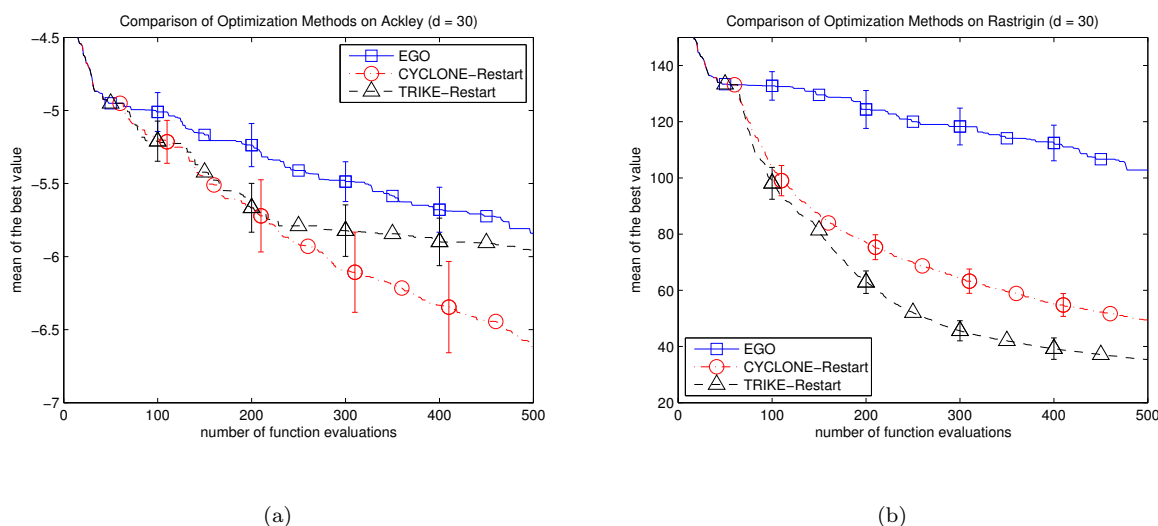 Comparison of Optimization Methods on Ackley (d = 30)
−4.5
−5
−5.5
−6
−6.5
−7
mean of the best value
EGO
CYCLONE−Restart
TRIKE−Restart
0 100 200 300 400 500
number of function evaluations
(a)
Comparison of Optimization Methods on Rastrigin (d = 30)
140
120
100
80
60
40
20
mean of the best value
EGO
CYCLONE−Restart
TRIKE−Restart
0 100 200 300 400 500
number of function evaluations
(b)